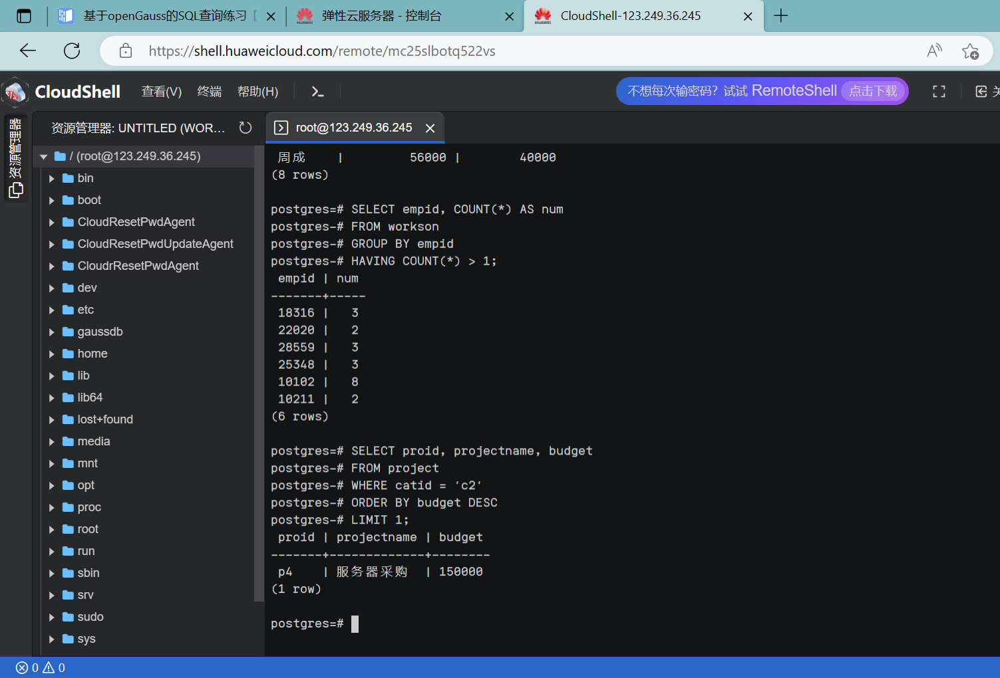 基于openGauss的SQL查询练习
弹性云服务器 - 控制台
CloudShell-123.249.36.245
https://shell.huaweicloud.com/remote/mc25slbotq522vs
CloudShell
查看(V)
终端
帮助(H)
不想每次输密码？试试 RemoteShell
点击下载
资源管理器
资源管理器: UNTITLED (WOR...
root@123.249.36.245
/ (root@123.249.36.245)
bin
boot
CloudResetPwdAgent
CloudResetPwdUpdateAgent
CloudrResetPwdAgent
dev
etc
gaussdb
home
lib
lib64
lost+found
media
mnt
opt
proc
root
run
sbin
srv
sudo
sys
周成 | 56000 | 40000
(8 rows)
postgres=# SELECT empid, COUNT(*) AS num
postgres-# FROM workson
postgres-# GROUP BY empid
postgres-# HAVING COUNT(*) > 1;
empid | num
-------+-----
18316 | 3
22020 | 2
28559 | 3
25348 | 3
10102 | 8
10211 | 2
(6 rows)
postgres=# SELECT proid, projectname, budget
postgres-# FROM project
postgres-# WHERE catid = 'c2'
postgres-# ORDER BY budget DESC
postgres-# LIMIT 1;
proid | projectname | budget
-------+-------------+--------
p4 | 服务器采购 | 150000
(1 row)
postgres=#
0
0